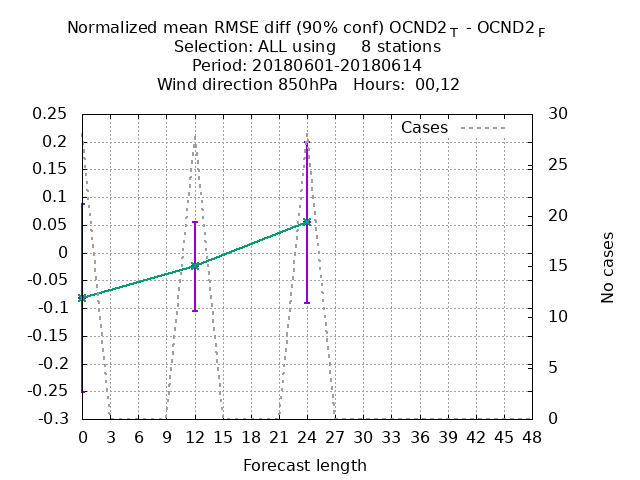 Normalized mean RMSE diff (90% conf) OCND2 T - OCND2 F
Selection: ALL using     8 stations
Period: 20180601-20180614
Wind direction 850hPa   Hours:  00,12
Cases
0.25
0.2
0.15
0.1
0.05
0
-0.05
-0.1
-0.15
-0.2
-0.25
-0.3
30
25
20
15
10
5
0
No cases
0 3 6 9 12 15 18 21 24 27 30 33 36 39 42 45 48
Forecast length